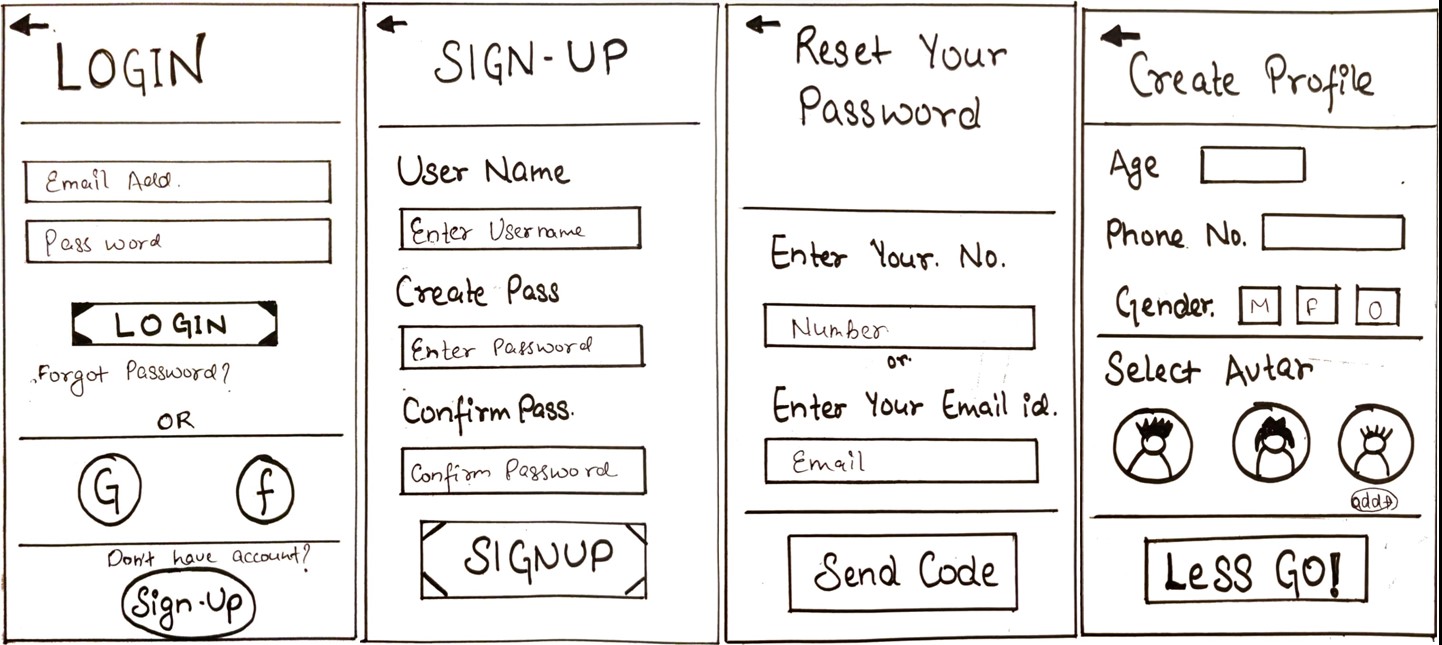 LOGIN
Email Add.
Password
LOGIN
Forgot Password?
OR
G f
Don't have account?
Sign-Up
SIGN-UP
User Name
Enter Username
Create Pass
Enter Password
Confirm Pass.
Confirm Password
SIGNUP
Reset Your
Password
Enter Your. No.
Number
or.
Enter Your Email id.
Email
Send Code
Create Profile
Age
Phone No.
Gender. M F O
Select Avtar
add+
LESS GO!